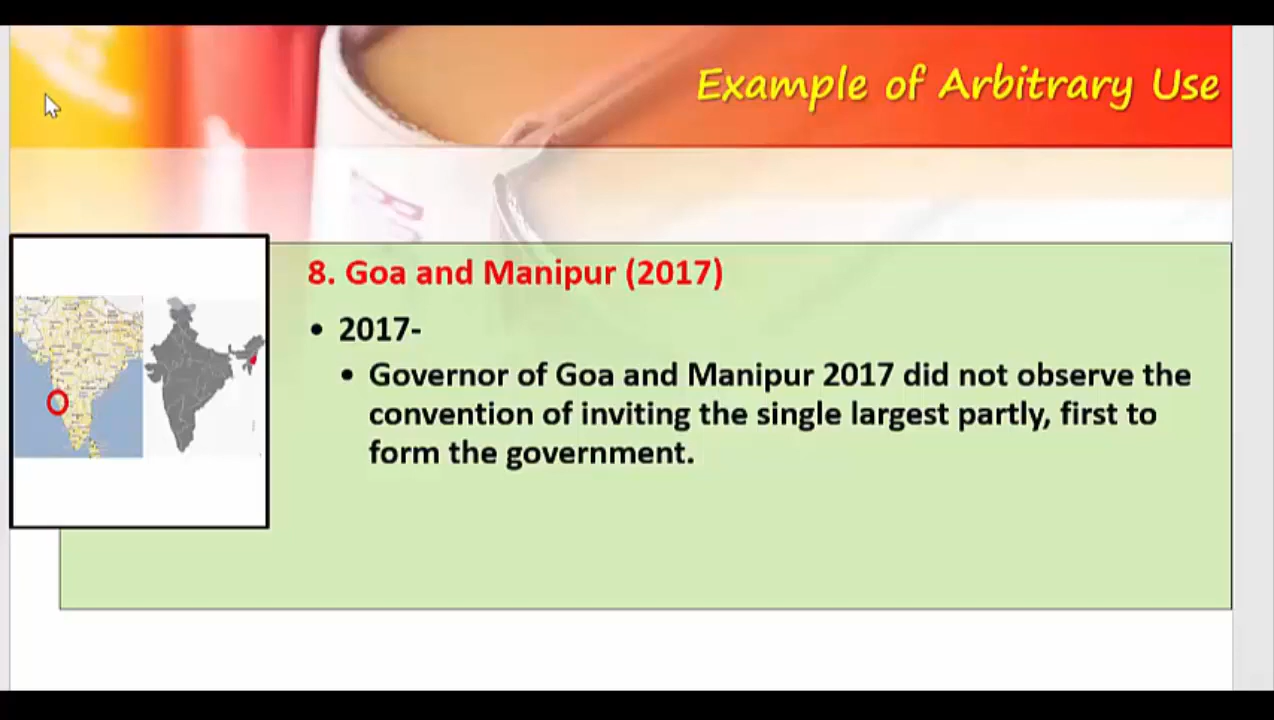 Example of Arbitrary Use
8. Goa and Manipur (2017)
• 2017-
• Governor of Goa and Manipur 2017 did not observe the
convention of inviting the single largest partly, first to
form the government.